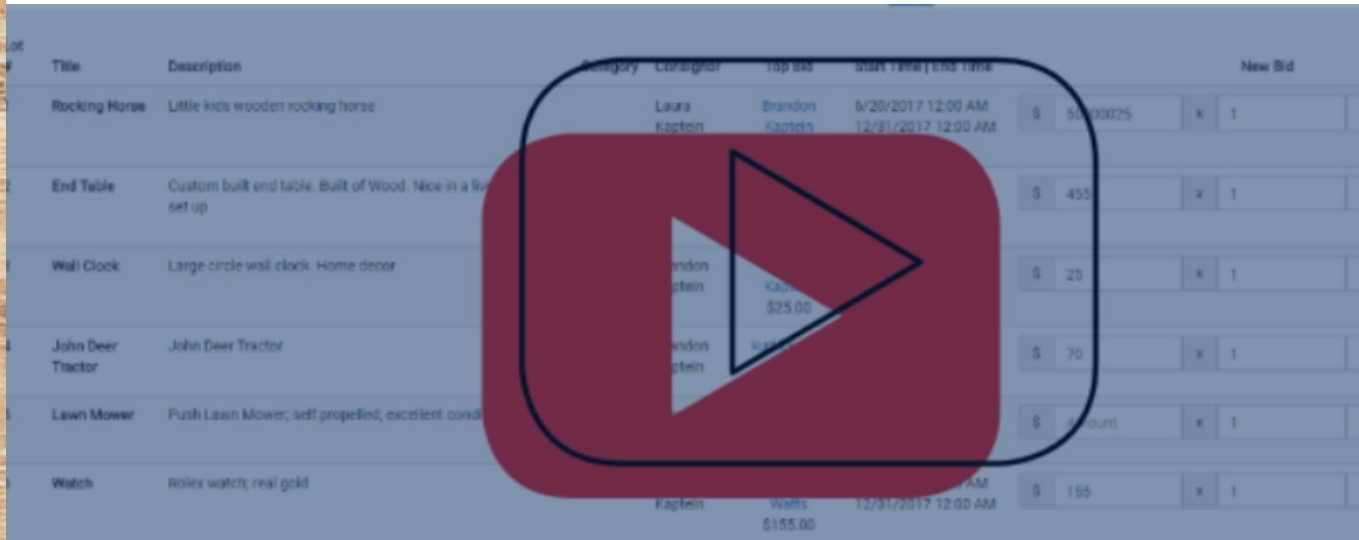 Lot
# Title Description Category Consignor Top Bid Start Time | End Time New Bid
Rocking Horse Little kids wooden rocking horse Laura Brandon 6/20/2017 12:00 AM $ x 1
Kaptein Kaptein 12/31/2017 12:00 AM
End Table Custom built end table. Built of Wood. Nice in a $ 455 x 1
set up
Wall Clock Large circle wall clock. Home decor $ 25 x 1
$25.00
John Deer John Deer Tractor $ 70 x 1
Tractor
Lawn Mower Push Lawn Mower; self propelled; excellent $ Amount x 1
Watch Rolex watch; real gold AM $ 155 x 1
Kaptein Watts 12/31/2017 12:00 AM
$155.00